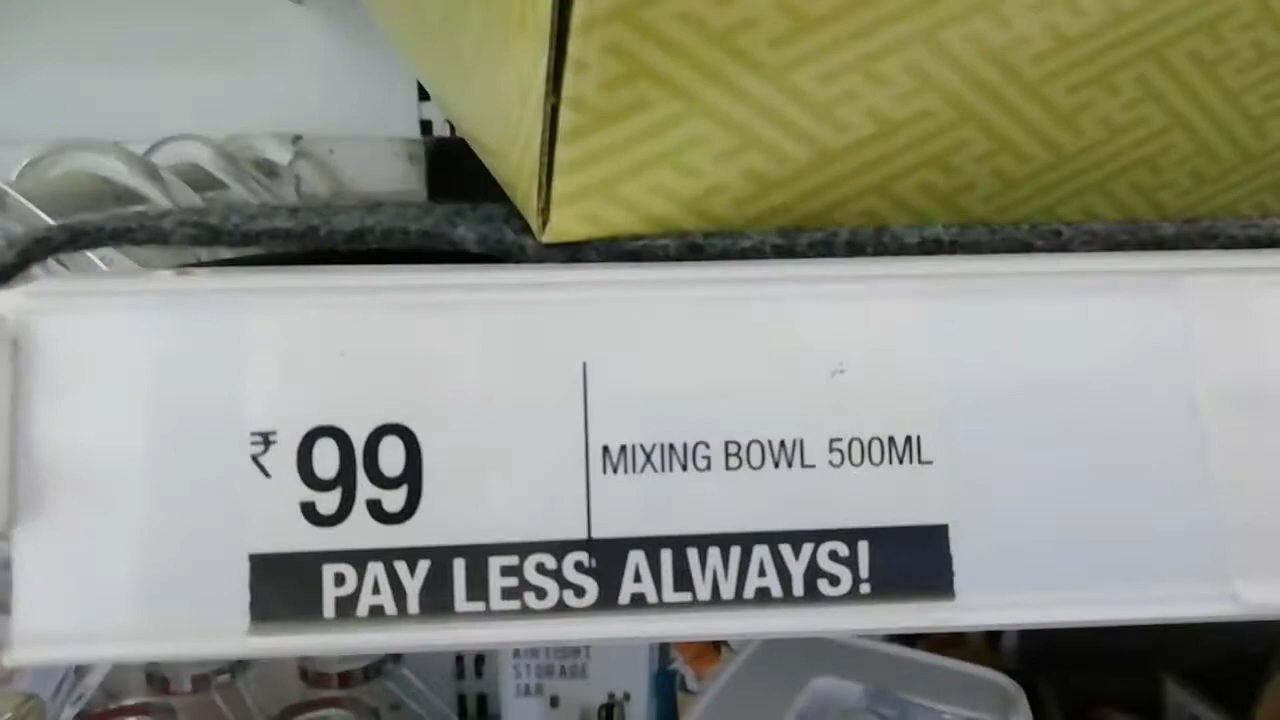 ₹ 99
MIXING BOWL 500ML
PAY LESS ALWAYS!
AIRTIGHT
STORAGE
JAR